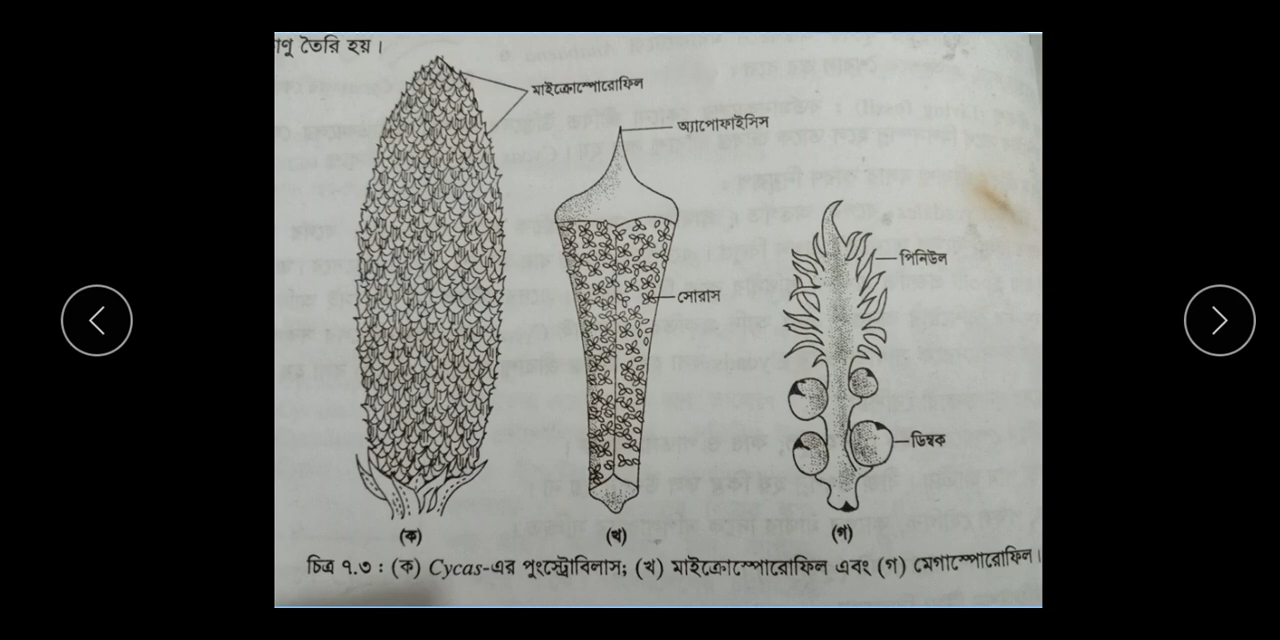 তৈরি হয়।
মাইক্রোস্পোরোফিল
অ্যাপোফাইসিস
পিনিউল
সোরাস
ডিম্বক
(ক)
(খ)
(গ)
চিত্র ৭.৩ : (ক) Cycas-এর পুংস্ট্রোবিলাস; (খ) মাইক্রোস্পোরোফিল এবং (গ) মেগাস্পোরোফিল।